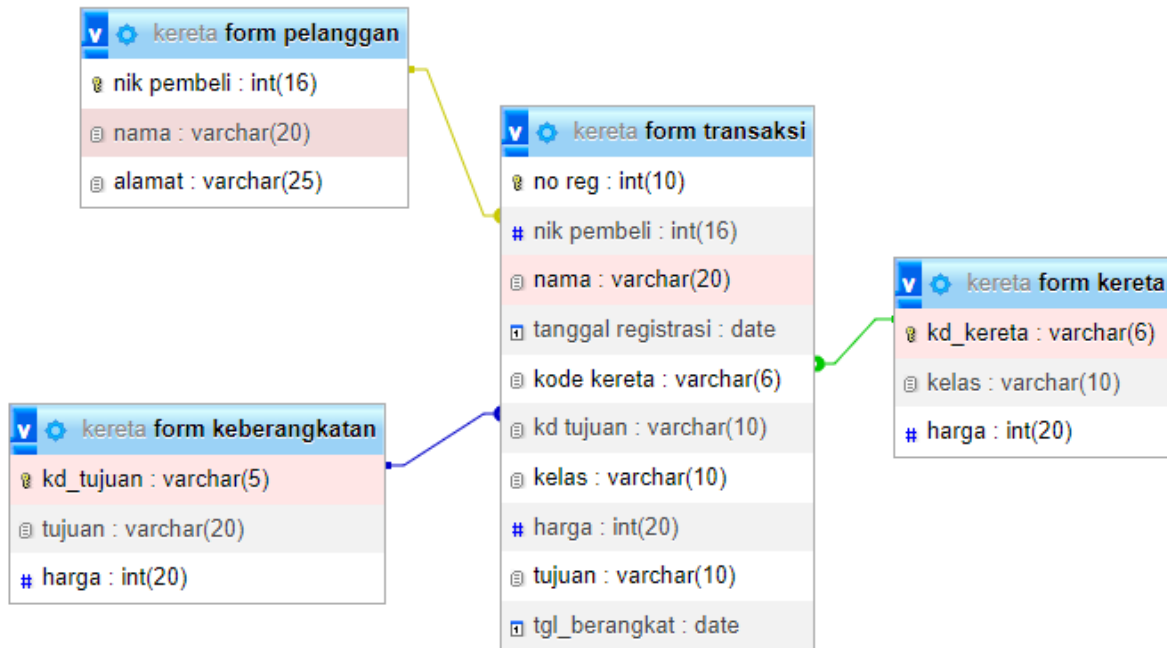 v kereta form pelanggan
nik pembeli : int(16)
nama : varchar(20)
alamat : varchar(25)
v kereta form transaksi
no reg : int(10)
# nik pembeli : int(16)
nama : varchar(20)
tanggal registrasi : date
kode kereta : varchar(6)
kd tujuan : varchar(10)
kelas : varchar(10)
# harga : int(20)
tujuan : varchar(10)
tgl_berangkat : date
v kereta form kereta
kd_kereta : varchar(6)
kelas : varchar(10)
# harga : int(20)
v kereta form keberangkatan
kd_tujuan : varchar(5)
tujuan : varchar(20)
# harga : int(20)